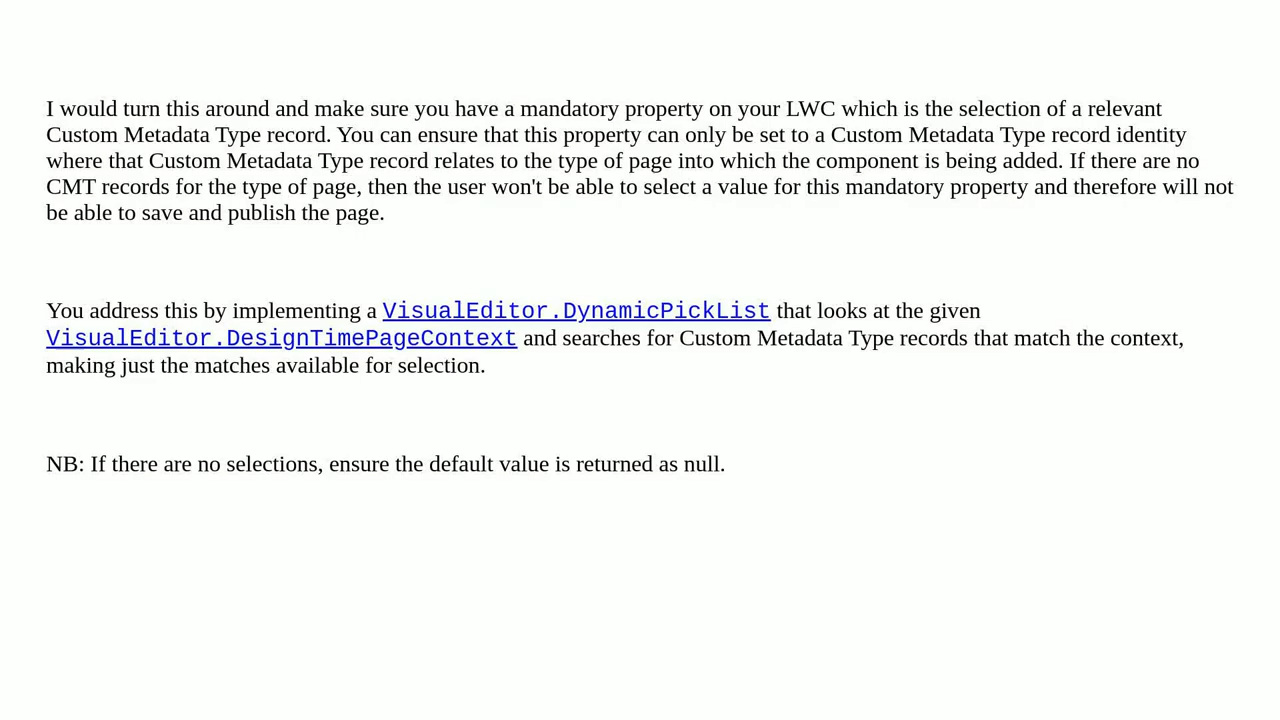 I would turn this around and make sure you have a mandatory property on your LWC which is the selection of a relevant
Custom Metadata Type record. You can ensure that this property can only be set to a Custom Metadata Type record identity
where that Custom Metadata Type record relates to the type of page into which the component is being added. If there are no
CMT records for the type of page, then the user won't be able to select a value for this mandatory property and therefore will not
be able to save and publish the page.
You address this by implementing a VisualEditor.DynamicPickList that looks at the given
VisualEditor.DesignTimePageContext and searches for Custom Metadata Type records that match the context,
making just the matches available for selection.
NB: If there are no selections, ensure the default value is returned as null.